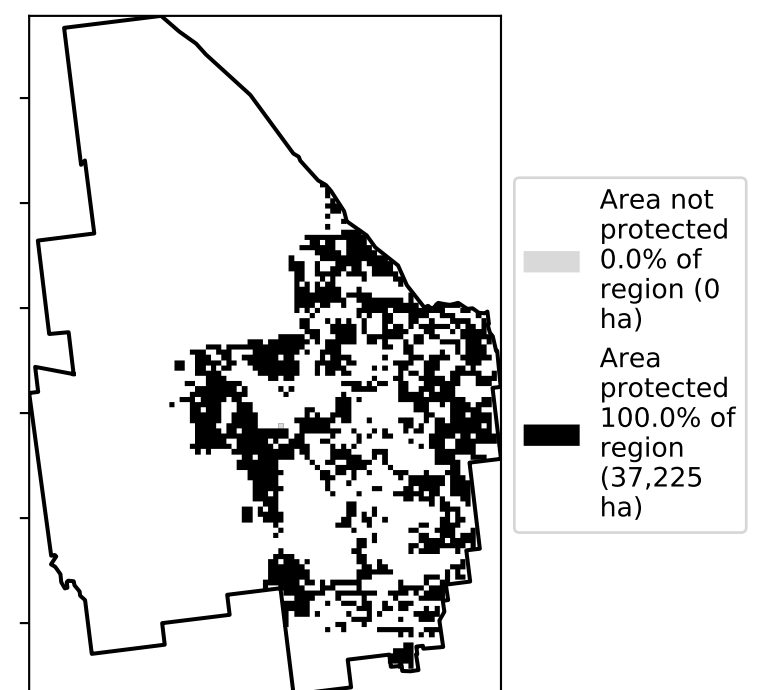 Area not
protected
0.0% of
region (0
ha)
Area
protected
100.0% of
region
(37,225
ha)